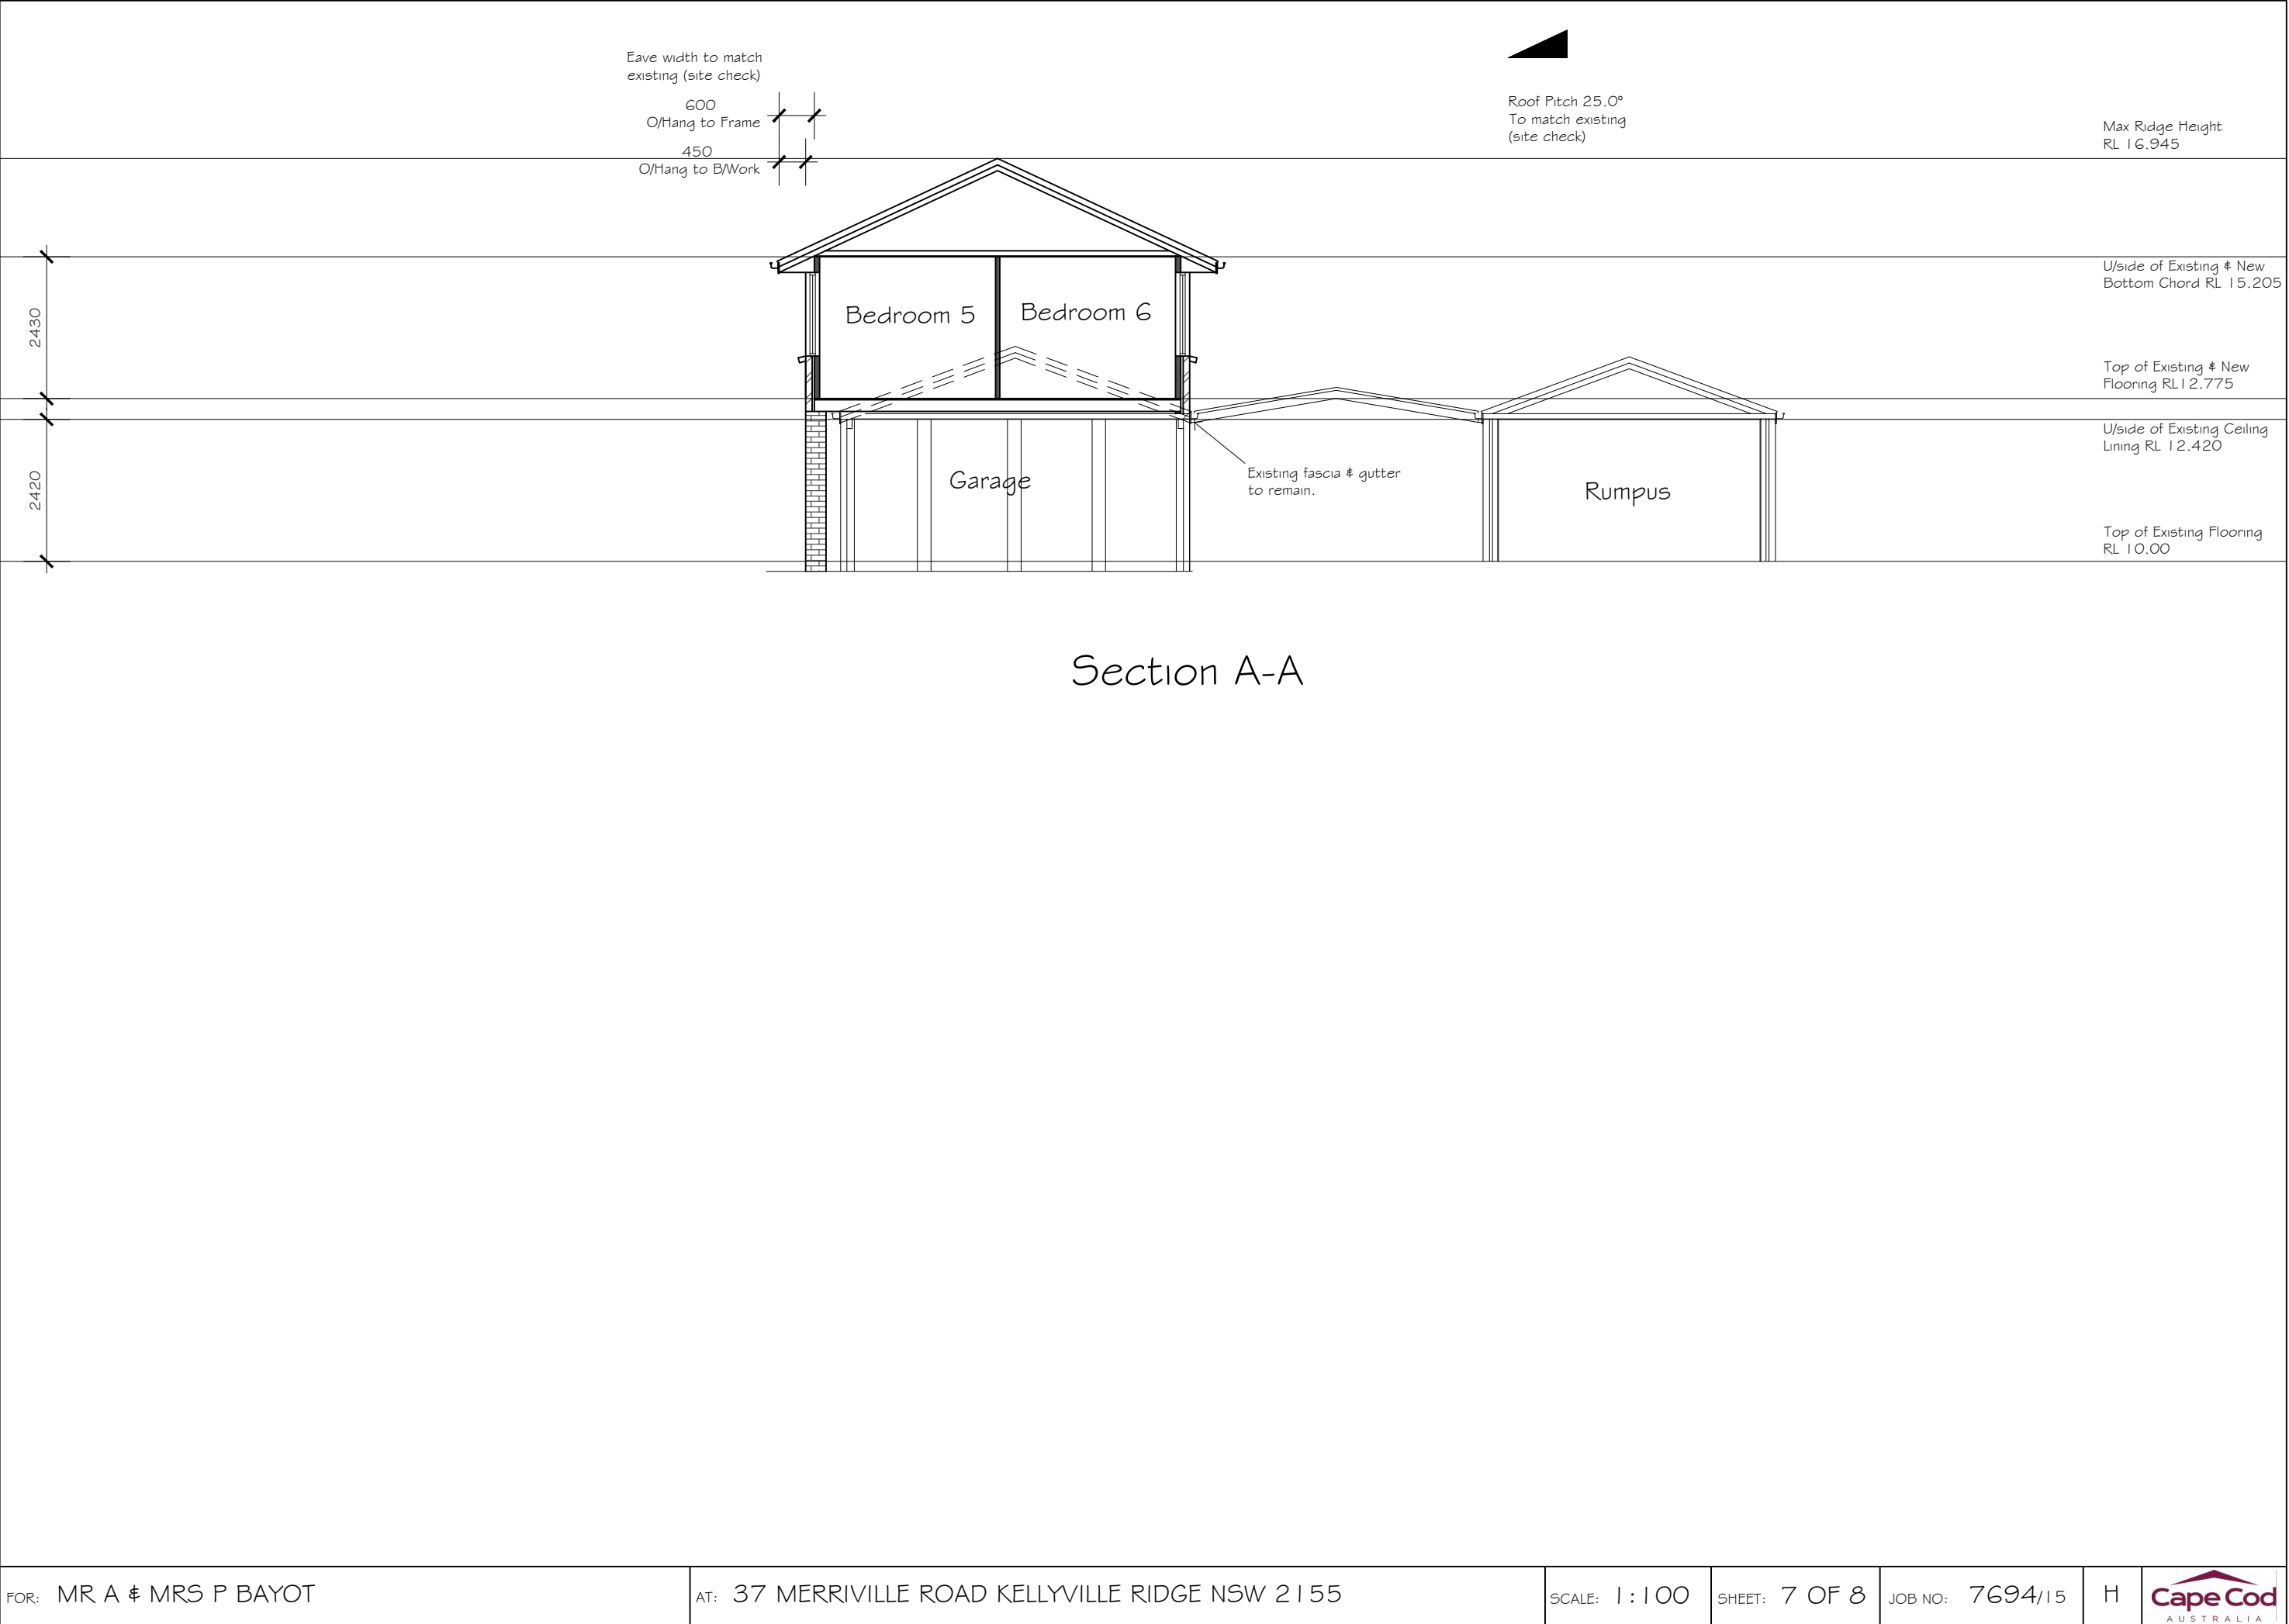 Eave width to match
existing (site check)
600
O/Hang to Frame
450
O/Hang to B/Work
Roof Pitch 25.0°
To match existing
(site check)
Max Ridge Height
RL 16.945
U/side of Existing & New
Bottom Chord RL 15.205
2430
Bedroom 5
Bedroom 6
Top of Existing & New
Flooring RL12.775
U/side of Existing Ceiling
Lining RL 12.420
2420
Garage
Existing fascia & gutter
to remain.
Rumpus
Top of Existing Flooring
RL 10.00
Section A-A
FOR: MR A & MRS P BAYOT
AT: 37 MERRIVILLE ROAD KELLYVILLE RIDGE NSW 2155
SCALE: 1:100
SHEET: 7 OF 8
JOB NO: 7694/15
H
Cape Cod
AUSTRALIA